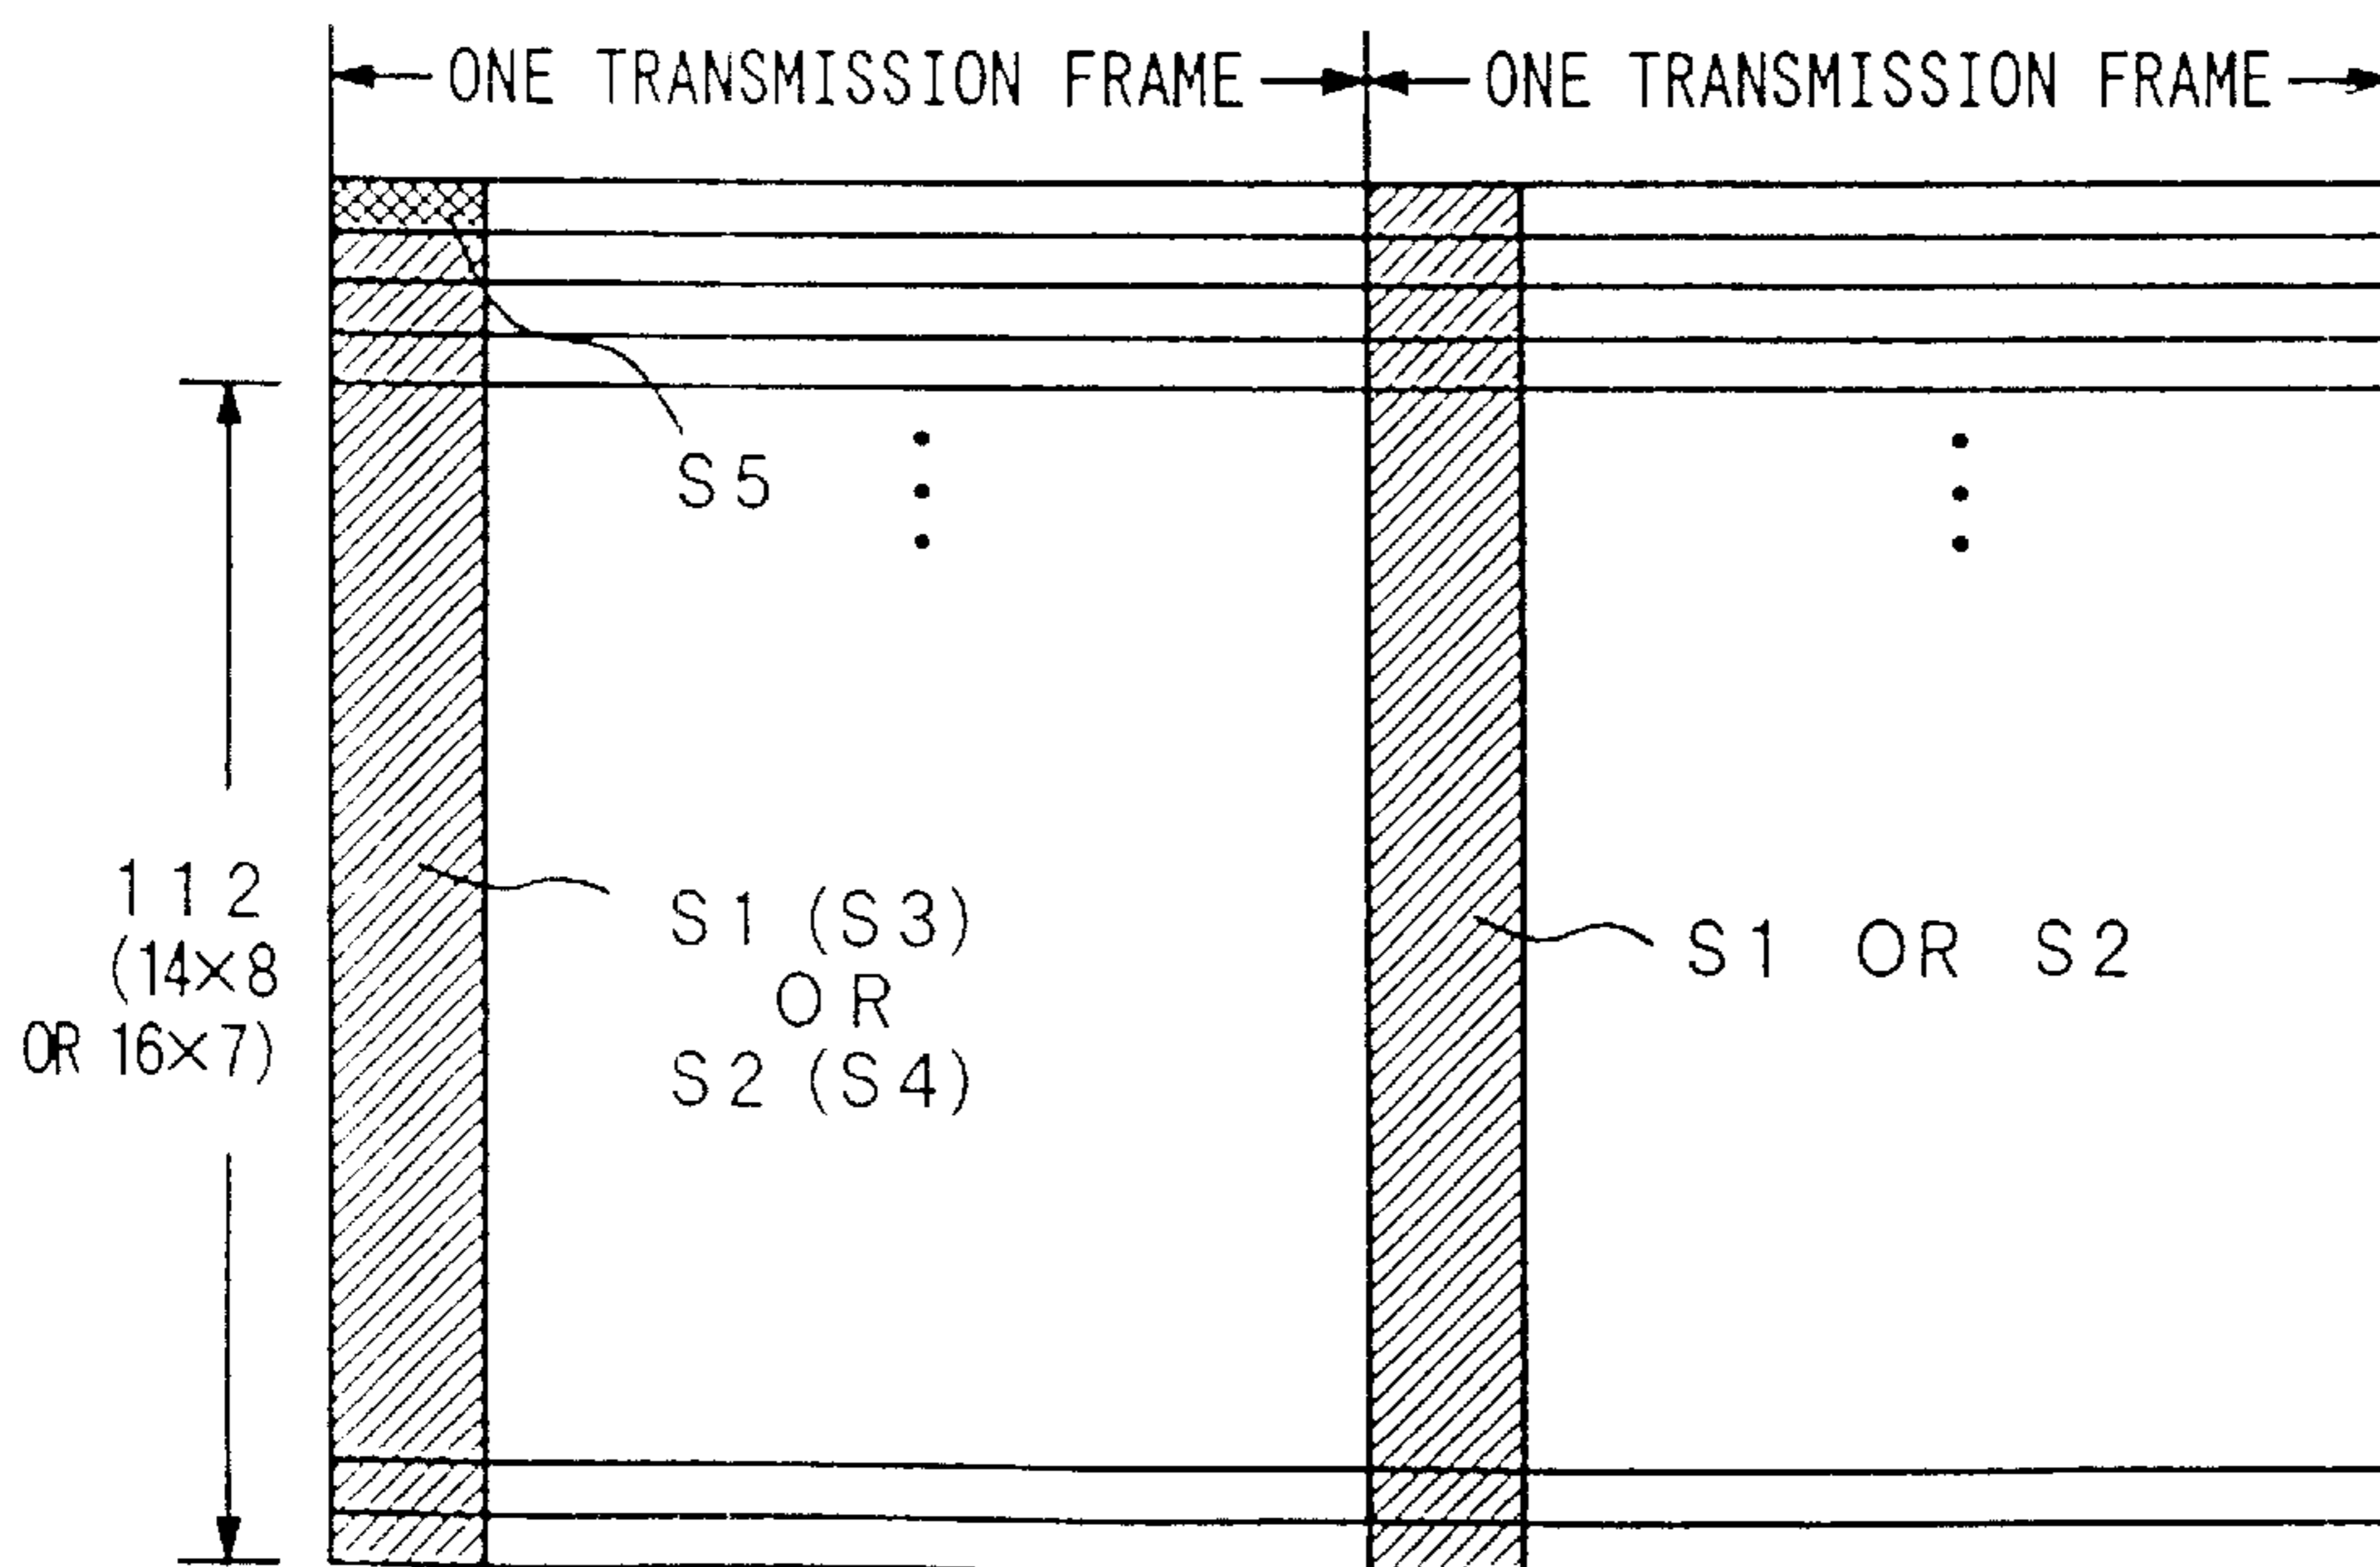 ONE TRANSMISSION FRAME
ONE TRANSMISSION FRAME
S5
112
(14×8
OR 16×7)
S1 (S3)
OR
S2 (S4)
S1 OR S2